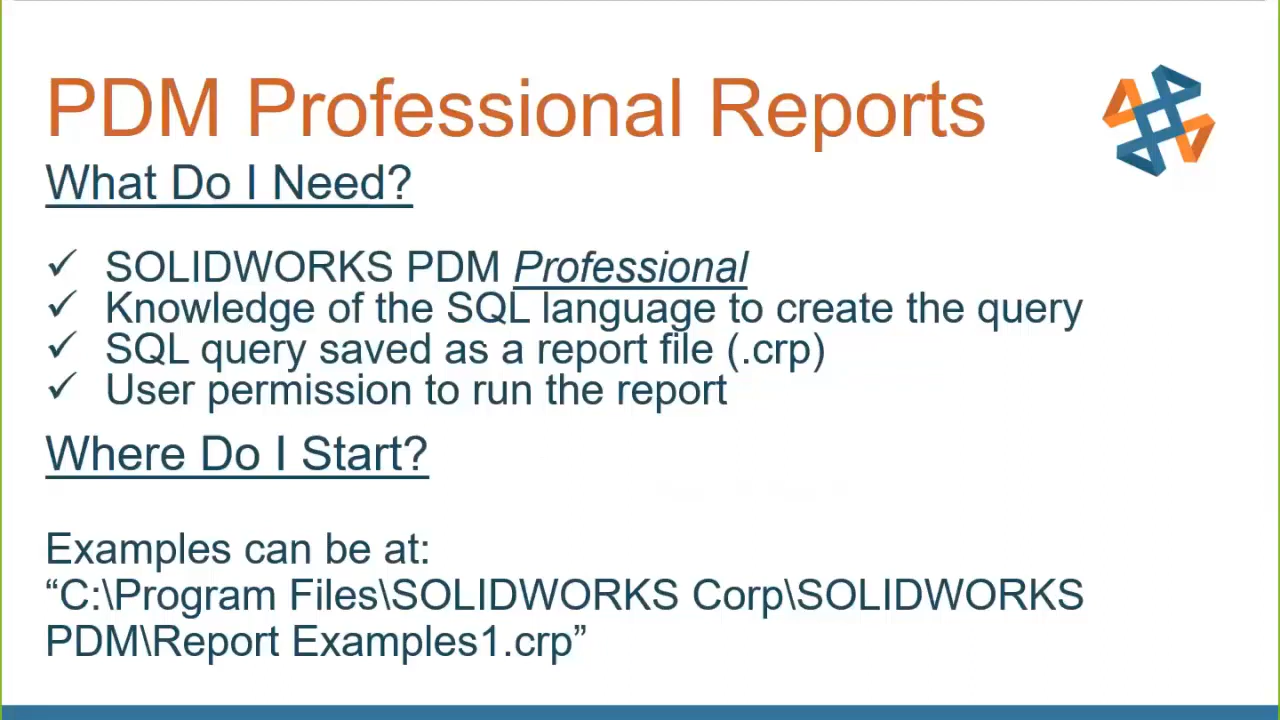 PDM Professional Reports
What Do I Need?
✓ SOLIDWORKS PDM Professional
✓ Knowledge of the SQL language to create the query
✓ SQL query saved as a report file (.crp)
✓ User permission to run the report
Where Do I Start?
Examples can be at:
“C:\Program Files\SOLIDWORKS Corp\SOLIDWORKS
PDM\Report Examples1.crp”